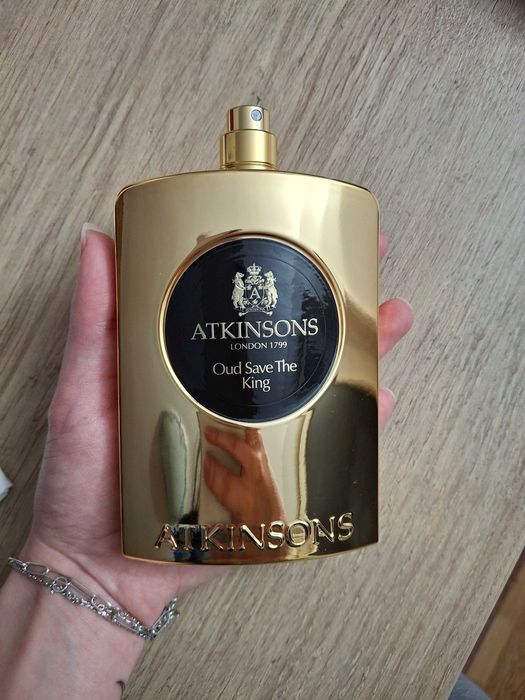 A
ATKINSONS
LONDON 1799
Oud Save The
King
ATKINSONS